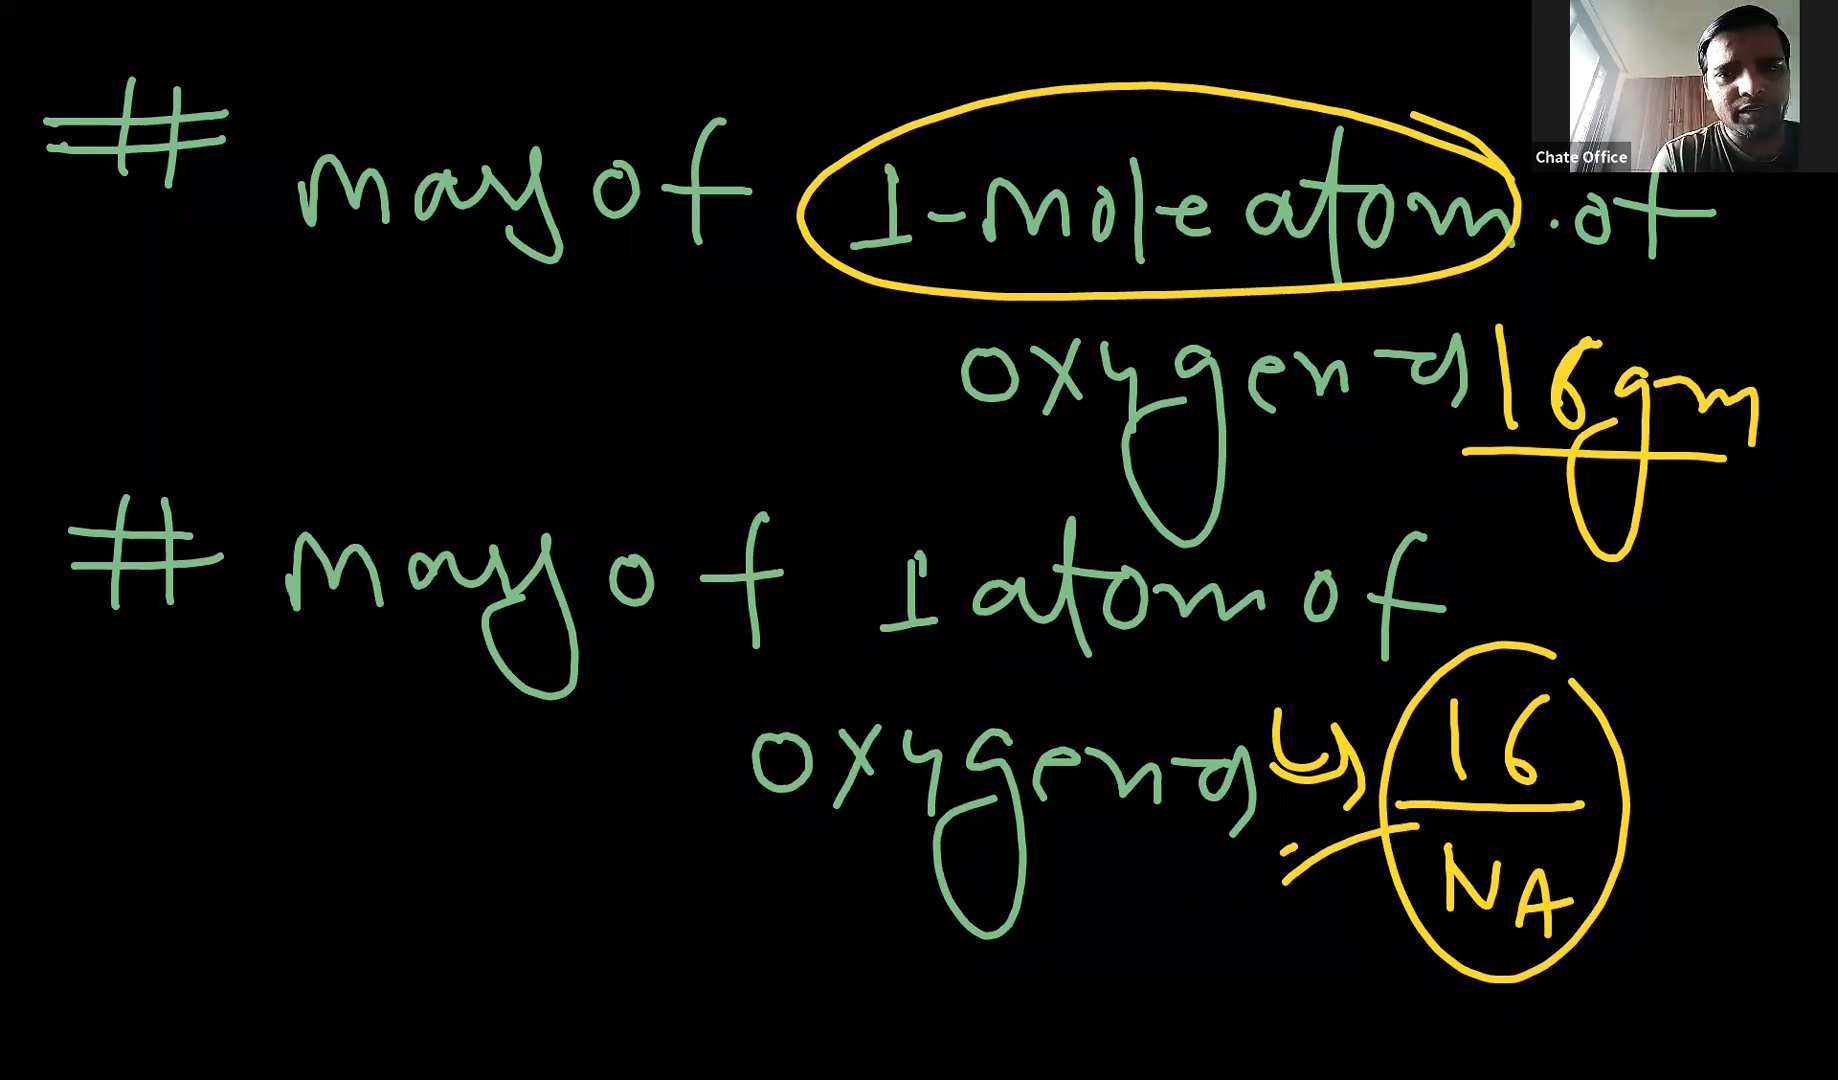 # mass of 1-mole atom of
Chate Office
oxygen → 16gm
# mass of 1 atom of
oxygen → 16
NA